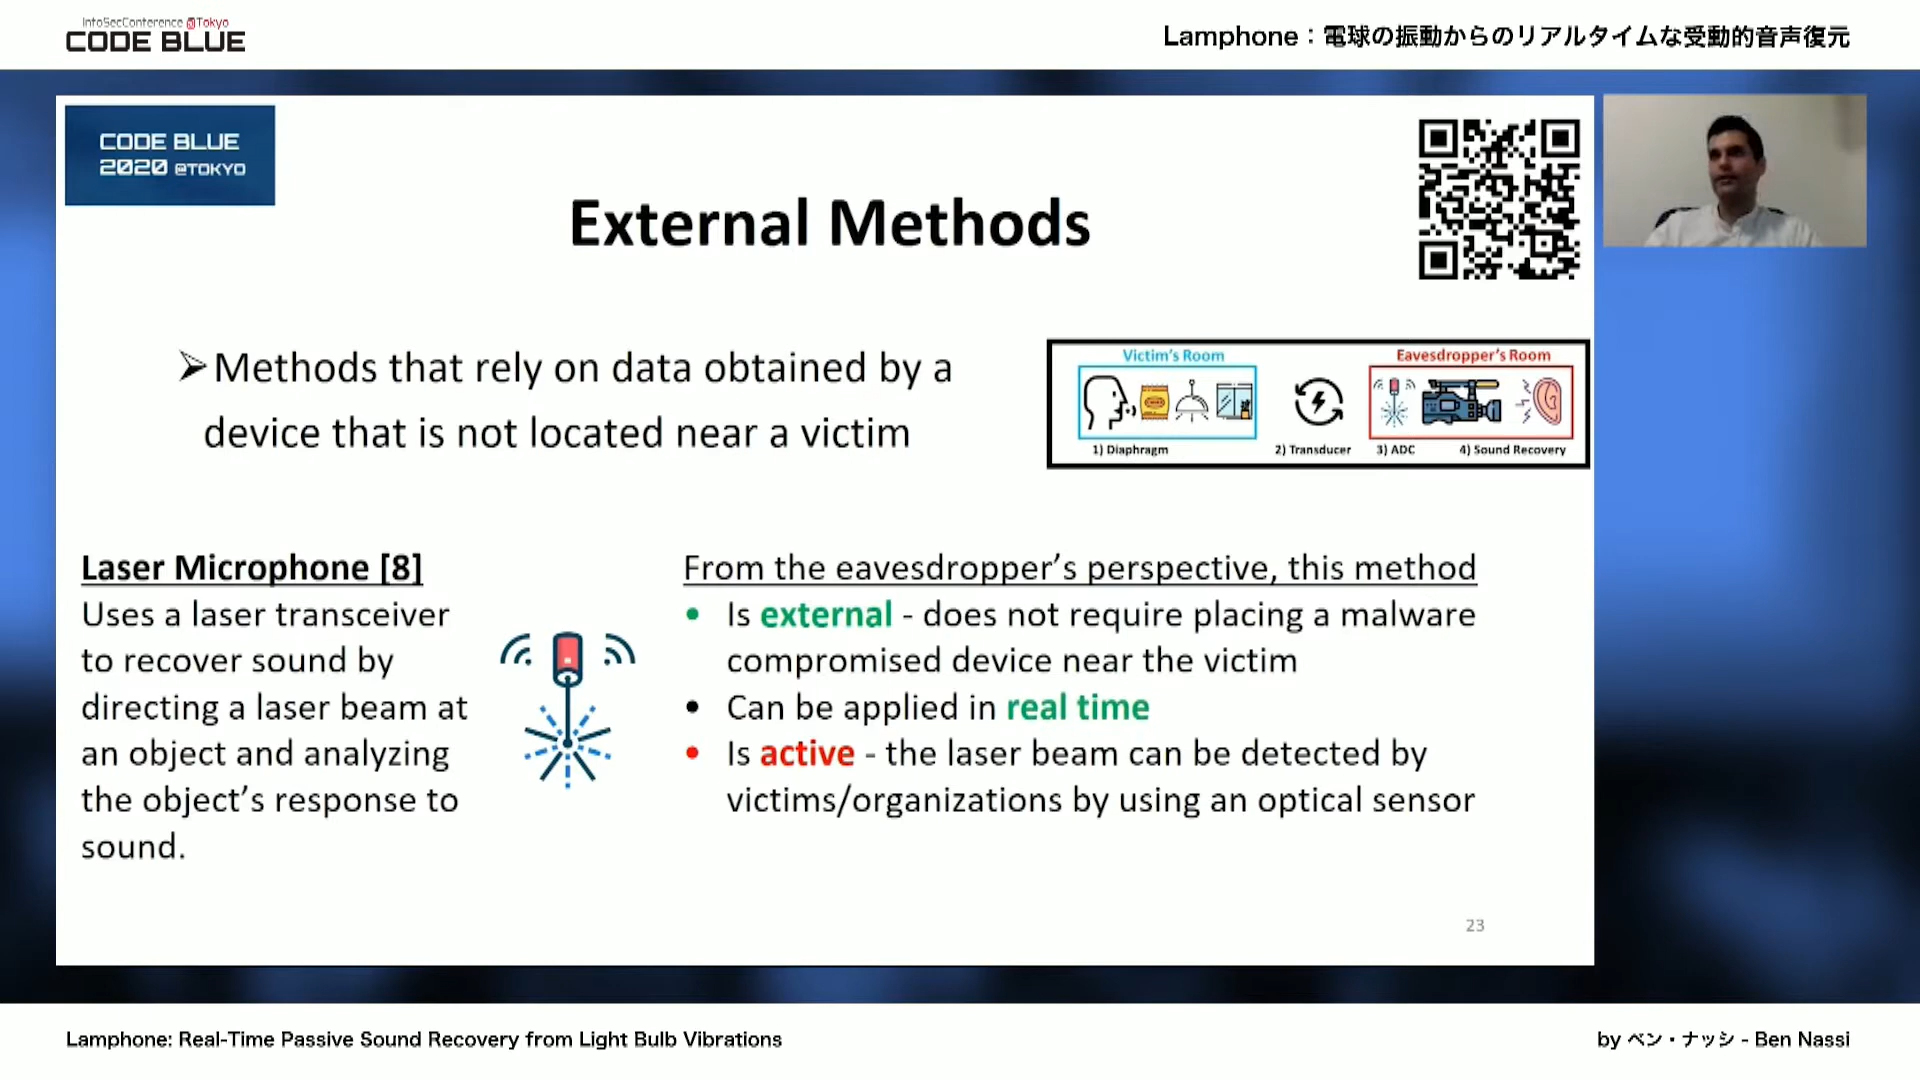 InfoSecConference @Tokyo
CODE BLUE
Lamphone：電球の振動からのリアルタイムな受動的音声復元
CODE BLUE
2020 @TOKYO
External Methods
➢Methods that rely on data obtained by a
device that is not located near a victim
Victim's Room
Eavesdropper's Room
1) Diaphragm
2) Transducer
3) ADC
4) Sound Recovery
Laser Microphone [8]
Uses a laser transceiver
to recover sound by
directing a laser beam at
an object and analyzing
the object's response to
sound.
From the eavesdropper's perspective, this method
• Is external - does not require placing a malware
compromised device near the victim
• Can be applied in real time
• Is active - the laser beam can be detected by
victims/organizations by using an optical sensor
23
Lamphone: Real-Time Passive Sound Recovery from Light Bulb Vibrations
by ベン・ナッシ - Ben Nassi